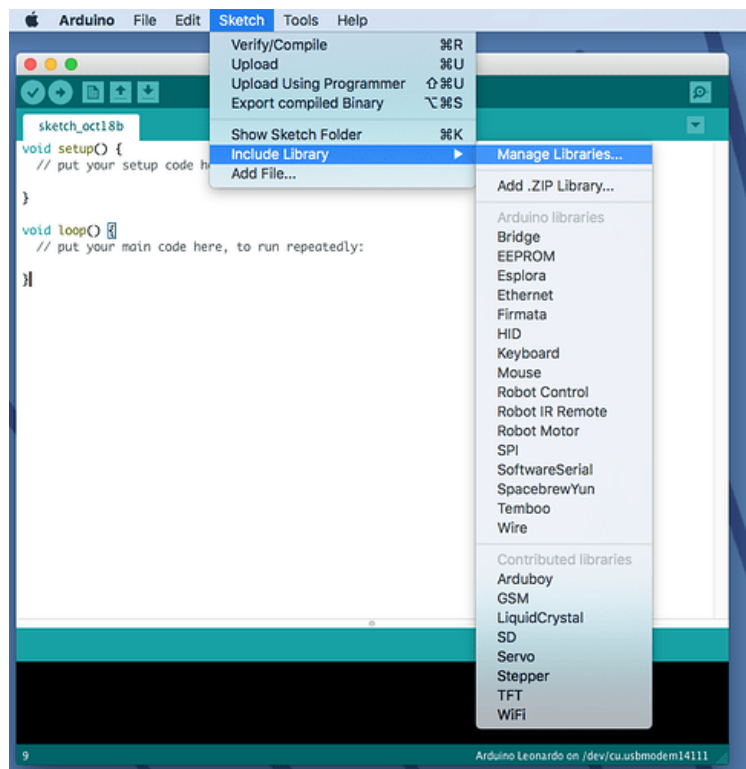 Arduino File Edit Sketch Tools Help
Verify/Compile ⌘R
Upload ⌘U
Upload Using Programmer ⇧⌘U
Export compiled Binary ⌥⌘S
Show Sketch Folder ⌘K
Include Library
Add File...
Manage Libraries...
Add .ZIP Library...
Arduino libraries
Bridge
EEPROM
Esplora
Ethernet
Firmata
HID
Keyboard
Mouse
Robot Control
Robot IR Remote
Robot Motor
SPI
SoftwareSerial
SpacebrewYun
Temboo
Wire
Contributed libraries
Arduboy
GSM
LiquidCrystal
SD
Servo
Stepper
TFT
WiFi
sketch_oct18b
void setup() {
// put your setup code h
}
void loop() {
// put your main code here, to run repeatedly:
}
9
Arduino Leonardo on /dev/cu.usbmodem14111